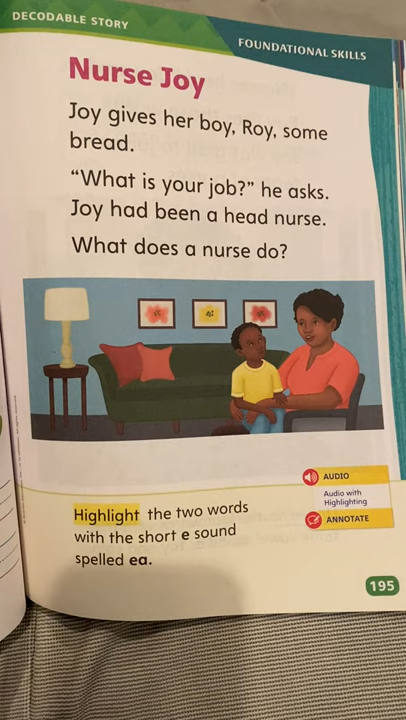 DECODABLE STORY
FOUNDATIONAL SKILLS
Nurse Joy
Joy gives her boy, Roy, some
bread.
“What is your job?” he asks.
Joy had been a head nurse.
What does a nurse do?
AUDIO
Audio with
Highlighting
ANNOTATE
Highlight the two words
with the short e sound
spelled ea.
195